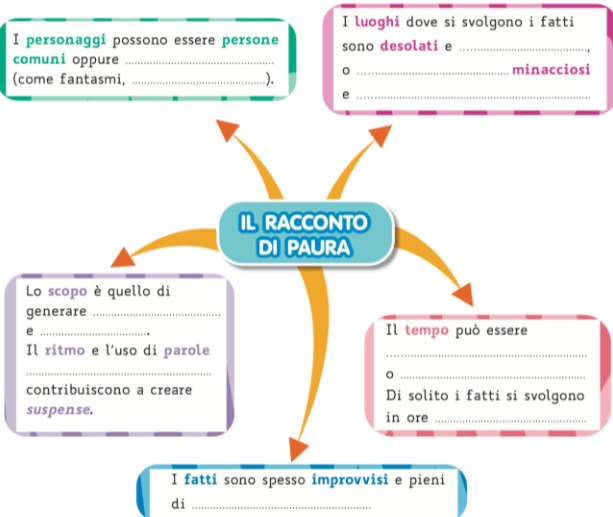 I personaggi possono essere persone
comuni oppure ........................................
(come fantasmi, ......................................).
I luoghi dove si svolgono i fatti
sono desolati e ...................................,
o .......................................... minacciosi
e ................................................................
IL RACCONTO
DI PAURA
Lo scopo è quello di
generare ...................................
e .............................
Il ritmo e l'uso di parole
..................................................
contribuiscono a creare
suspense.
Il tempo può essere
.......................................................
o ....................................................
Di solito i fatti si svolgono
in ore ..........................................
I fatti sono spesso improvvisi e pieni
di ..................................................